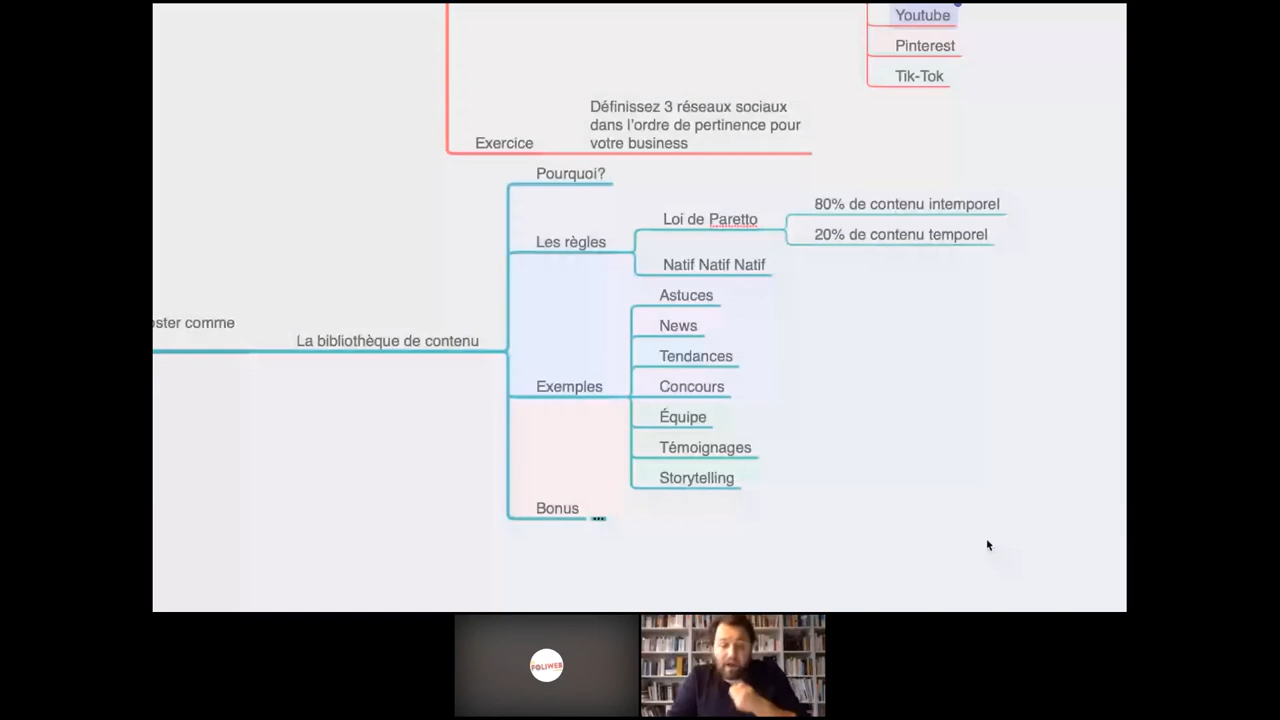 Youtube
Pinterest
Tik-Tok
Exercice
Définissez 3 réseaux sociaux
dans l'ordre de pertinence pour
votre business
Pourquoi?
Les règles
Loi de Paretto
80% de contenu intemporel
20% de contenu temporel
Natif Natif Natif
oster comme
La bibliothèque de contenu
Exemples
Astuces
News
Tendances
Concours
Équipe
Témoignages
Storytelling
Bonus
FOLIWEB